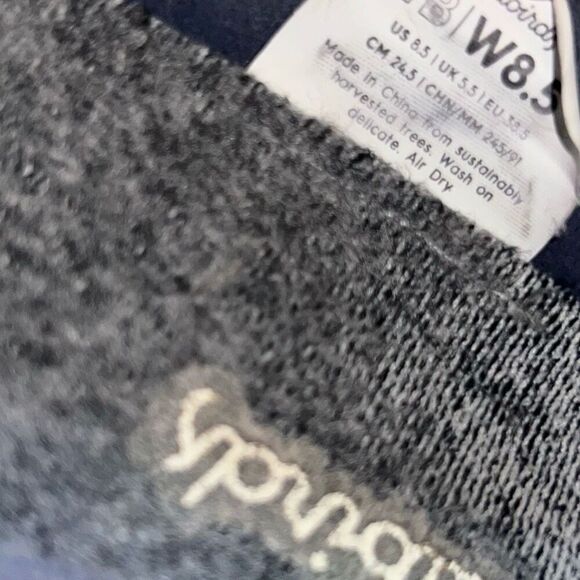 W8.5
US 8.5 | UK 5.5 | EU 38.5
CM 24.5 | CHN/MM 245/91
Made in China from sustainably
harvested trees. Wash on
delicate. Air Dry